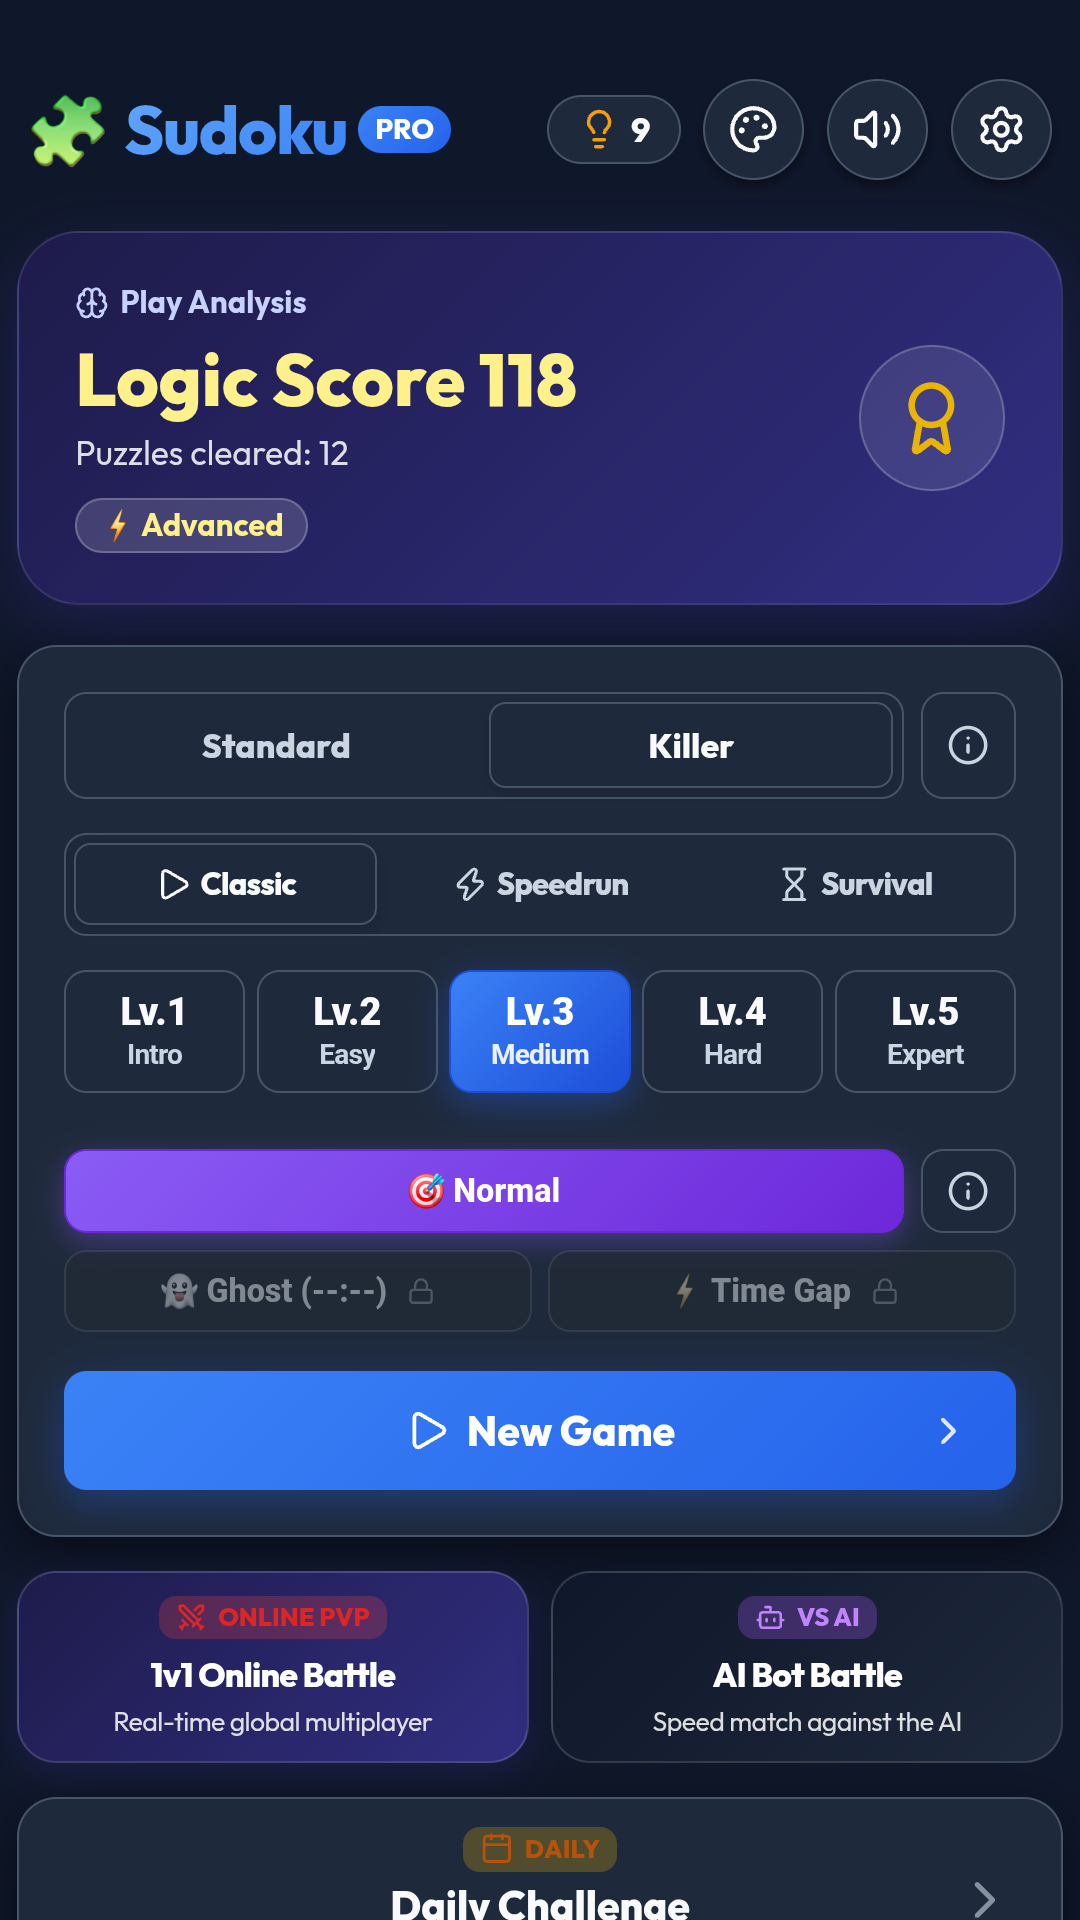 Sudoku PRO 9
Play Analysis
Logic Score 118
Puzzles cleared: 12
Advanced
Standard Killer
Classic Speedrun Survival
Lv.1 Lv.2 Lv.3 Lv.4 Lv.5
Intro Easy Medium Hard Expert
Normal
Ghost (--:--) Time Gap
New Game
ONLINE PVP VS AI
1v1 Online Battle AI Bot Battle
Real-time global multiplayer Speed match against the AI
DAILY
Daily Challenge